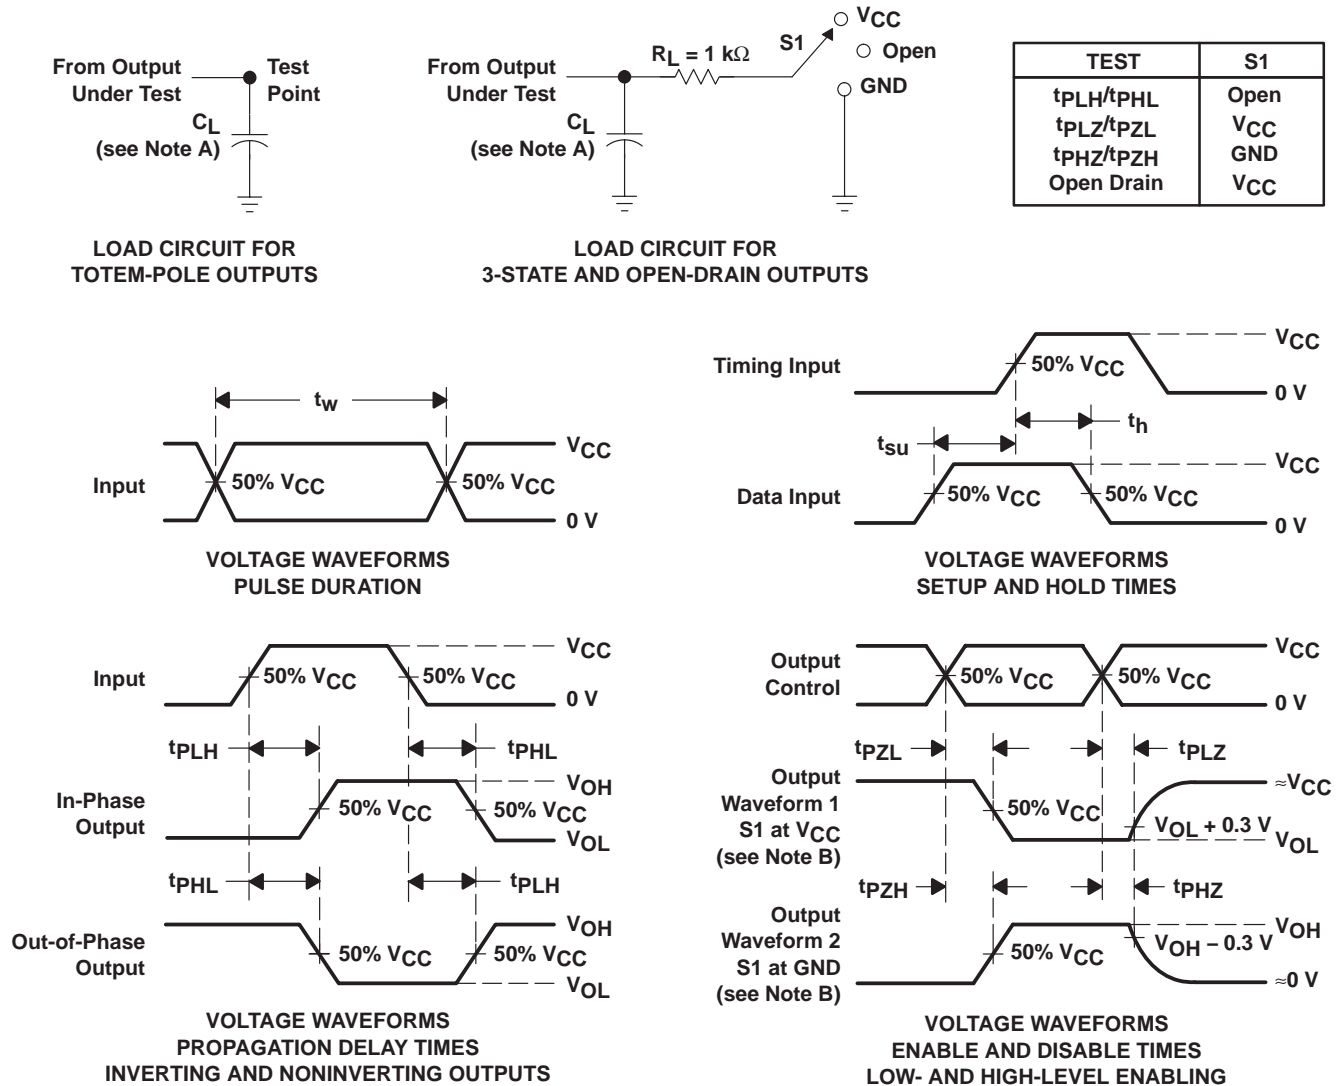 From Output
Under Test
Test
Point
CL
(see Note A)
LOAD CIRCUIT FOR
TOTEM-POLE OUTPUTS
From Output
Under Test
RL = 1 kΩ
S1
VCC
Open
GND
CL
(see Note A)
LOAD CIRCUIT FOR
3-STATE AND OPEN-DRAIN OUTPUTS
TEST S1
tPLH/tPHL Open
tPLZ/tPZL VCC
tPHZ/tPZH GND
Open Drain VCC
tw
Input
50% VCC
50% VCC
VCC
0 V
VOLTAGE WAVEFORMS
PULSE DURATION
Timing Input
50% VCC
VCC
0 V
tsu
th
Data Input
50% VCC
50% VCC
VCC
0 V
VOLTAGE WAVEFORMS
SETUP AND HOLD TIMES
Input
50% VCC
50% VCC
VCC
0 V
tPLH
tPHL
In-Phase
Output
50% VCC
50% VCC
VOH
VOL
tPHL
tPLH
Out-of-Phase
Output
50% VCC
50% VCC
VOH
VOL
VOLTAGE WAVEFORMS
PROPAGATION DELAY TIMES
INVERTING AND NONINVERTING OUTPUTS
Output
Control
50% VCC
50% VCC
VCC
0 V
tPZL
tPLZ
Output
Waveform 1
S1 at VCC
(see Note B)
50% VCC
≈VCC
VOL + 0.3 V
VOL
tPZH
tPHZ
Output
Waveform 2
S1 at GND
(see Note B)
50% VCC
VOH
VOH – 0.3 V
≈0 V
VOLTAGE WAVEFORMS
ENABLE AND DISABLE TIMES
LOW- AND HIGH-LEVEL ENABLING